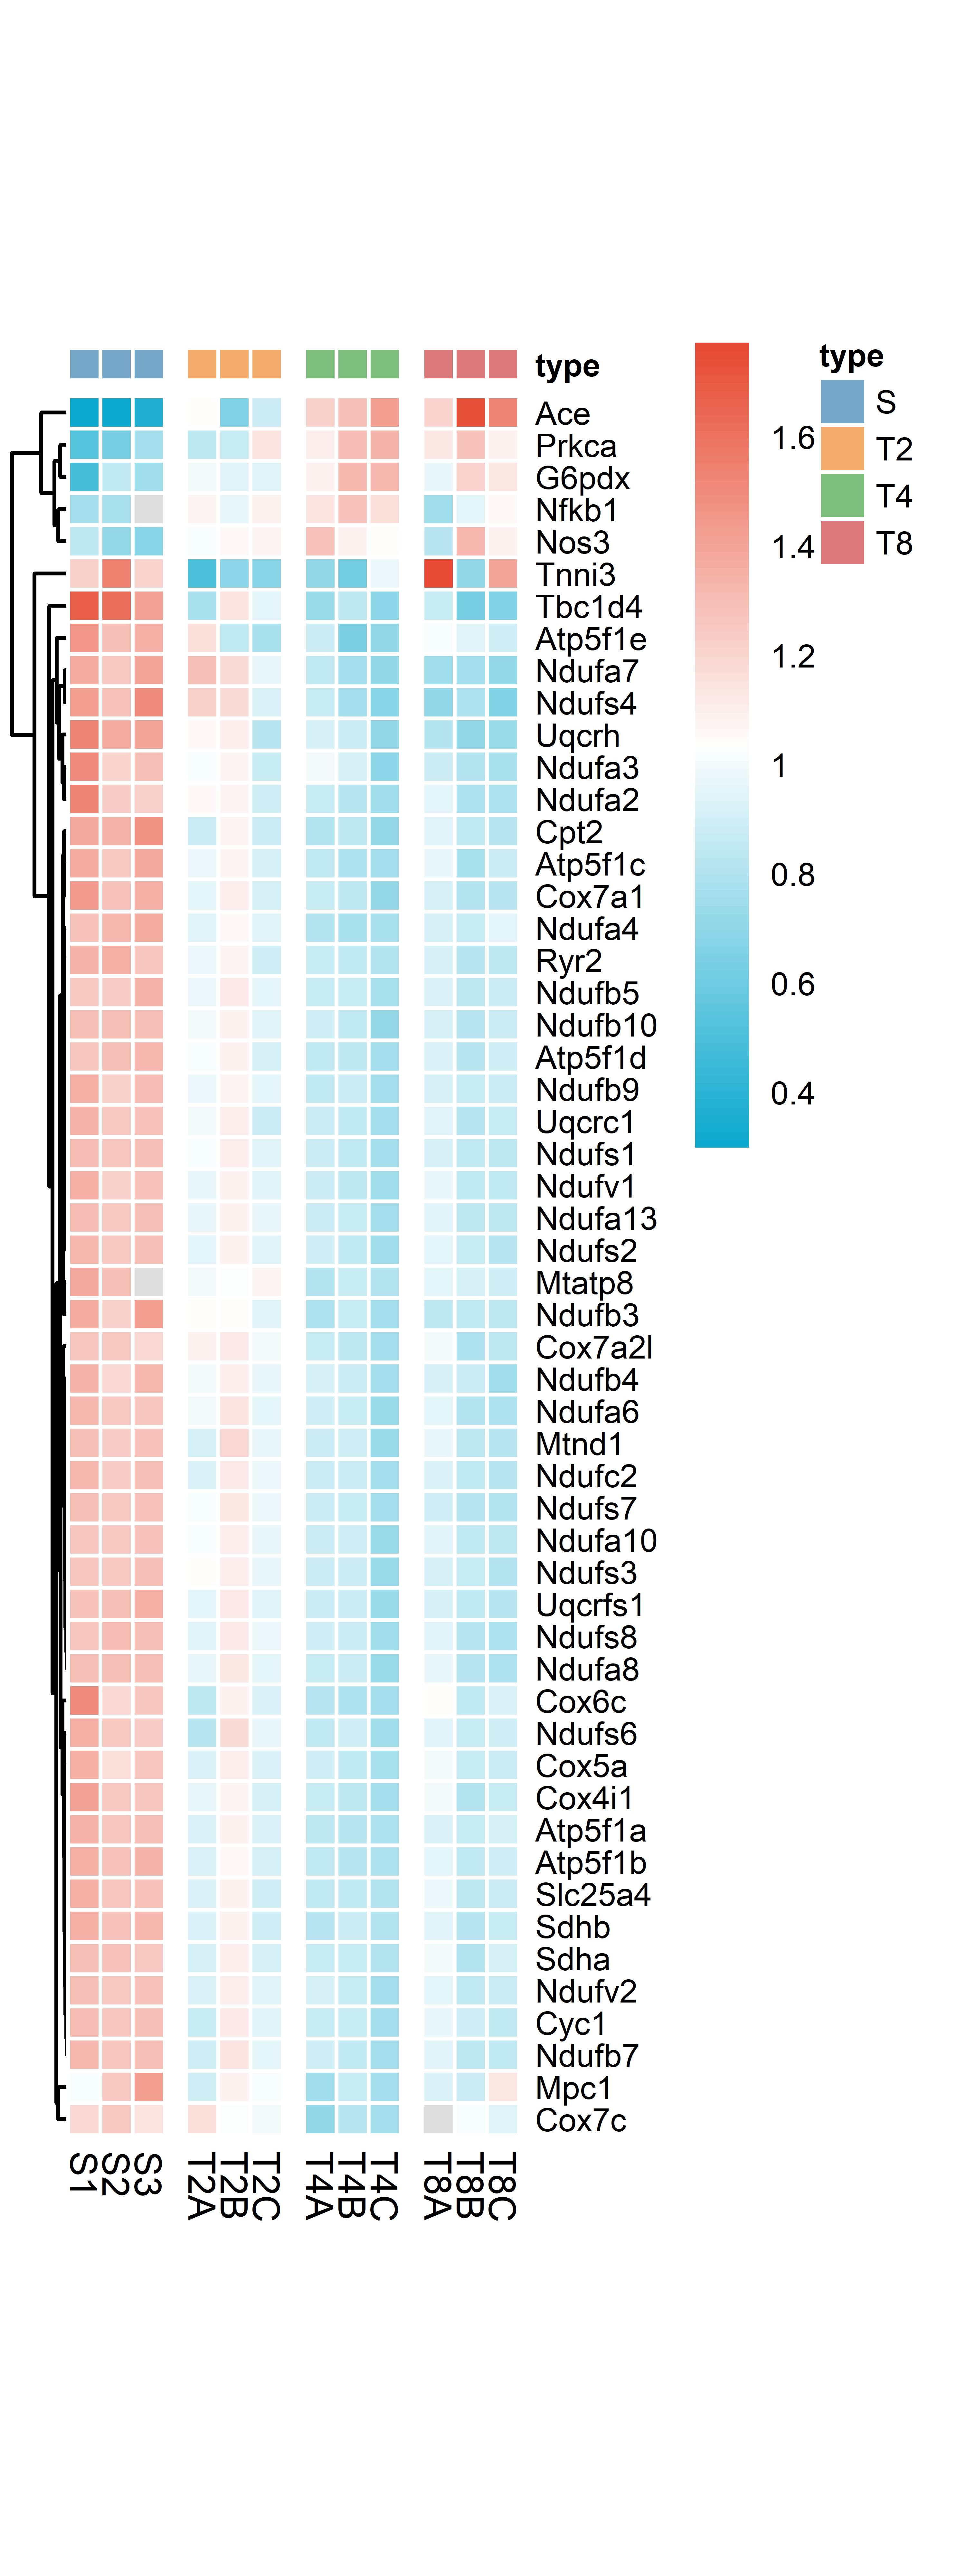 type
Ace
Prkca
G6pdx
Nfkb1
Nos3
Tnni3
Tbc1d4
Atp5f1e
Ndufa7
Ndufs4
Uqcrh
Ndufa3
Ndufa2
Cpt2
Atp5f1c
Cox7a1
Ndufa4
Ryr2
Ndufb5
Ndufb10
Atp5f1d
Ndufb9
Uqcrc1
Ndufs1
Ndufv1
Ndufa13
Ndufs2
Mtatp8
Ndufb3
Cox7a2l
Ndufb4
Ndufa6
Mtnd1
Ndufc2
Ndufs7
Ndufa10
Ndufs3
Uqcrfs1
Ndufs8
Ndufa8
Cox6c
Ndufs6
Cox5a
Cox4i1
Atp5f1a
Atp5f1b
Slc25a4
Sdhb
Sdha
Ndufv2
Cyc1
Ndufb7
Mpc1
Cox7c
S1
S2
S3
T2A
T2B
T2C
T4A
T4B
T4C
T8A
T8B
T8C
1.6
1.4
1.2
1
0.8
0.6
0.4
type
S
T2
T4
T8